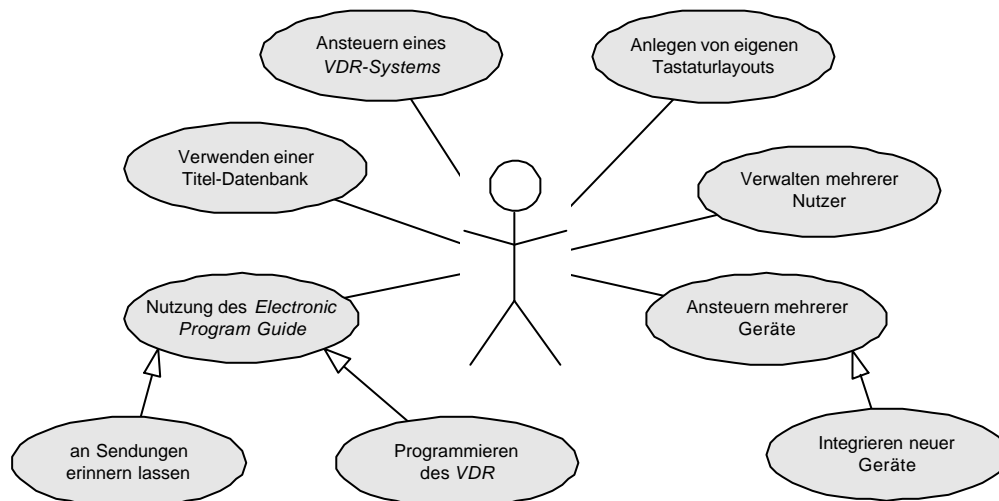 Ansteuern eines
VDR-Systems
Anlegen von eigenen
Tastaturlayouts
Verwenden einer
Titel-Datenbank
Verwalten mehrerer
Nutzer
Nutzung des Electronic
Program Guide
Ansteuern mehrerer
Geräte
an Sendungen
erinnern lassen
Programmieren
des VDR
Integrieren neuer
Geräte